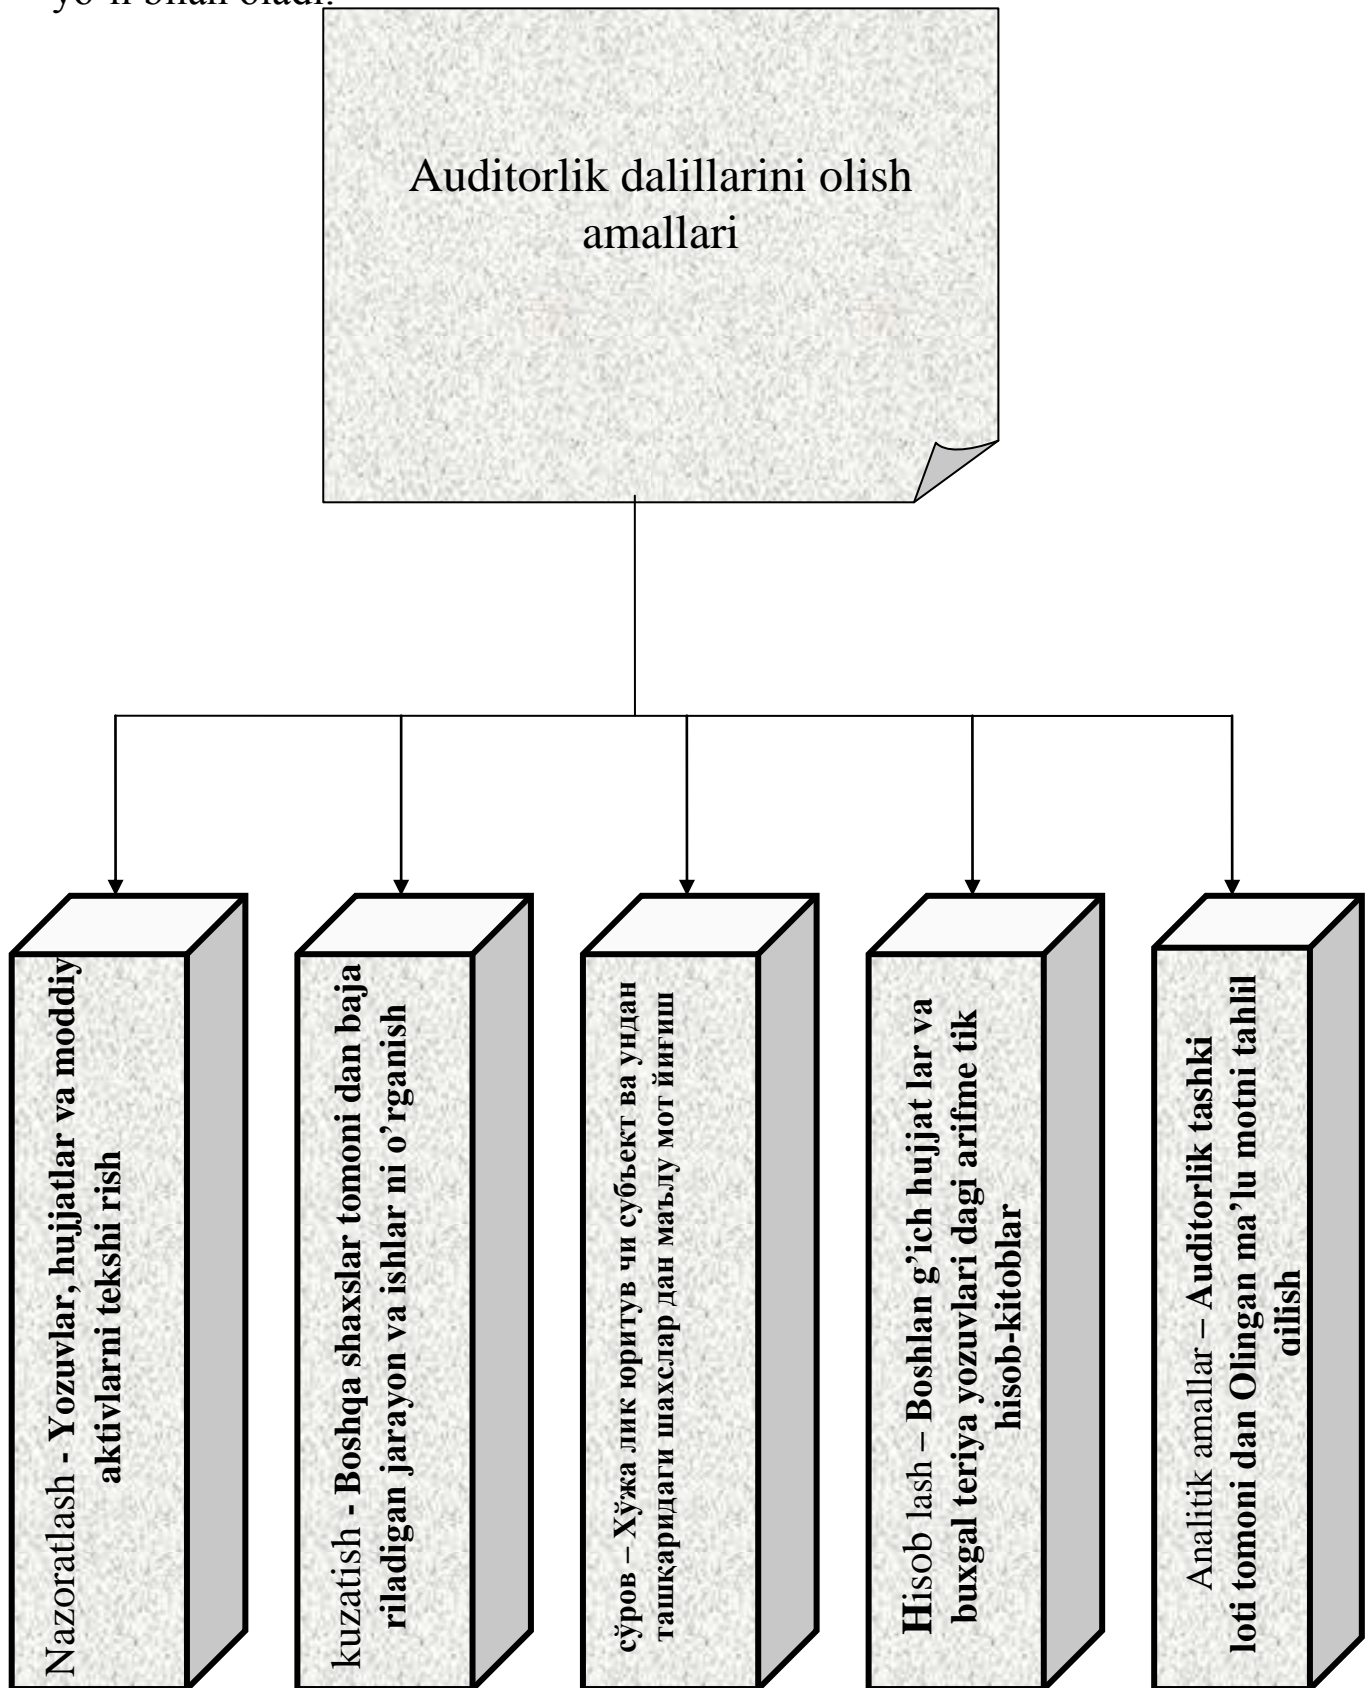 yo'li bilan oladi.
Auditorlik dalillarini olish
amallari
Nazoratlash - Yozuvlar, hujjatlar va moddiy
aktivlarni tekshi rish
kuzatish - Boshqa shaxslar tomoni dan baja
riladigan jarayon va ishlar ni o’rganish
сўров – Хўжа лик юритув чи субъект ва ундан
ташқаридаги шахслар дан маълу мот йиғиш
Hisob lash – Boshlan g’ich hujjat lar va
buxgal teriya yozuvlari dagi arifme tik
hisob-kitoblar
Analitik amallar – Auditorlik tashki
loti tomoni dan Olingan ma’lu motni tahlil
qilish